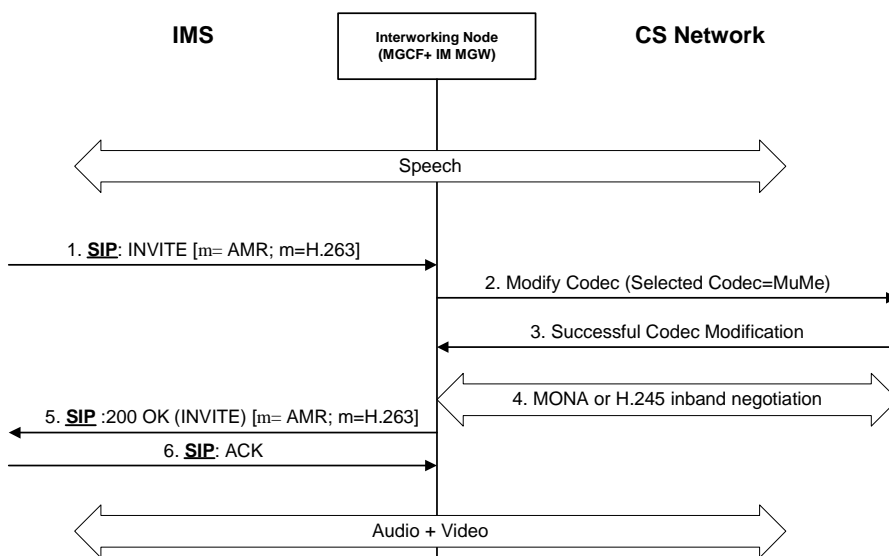 IMS
Interworking Node
(MGCF+ IM MGW)
CS Network
Speech
1. SIP: INVITE [m= AMR; m=H.263]
2. Modify Codec (Selected Codec=MuMe)
3. Successful Codec Modification
4. MONA or H.245 inband negotiation
5. SIP :200 OK (INVITE) [m= AMR; m=H.263]
6. SIP: ACK
Audio + Video